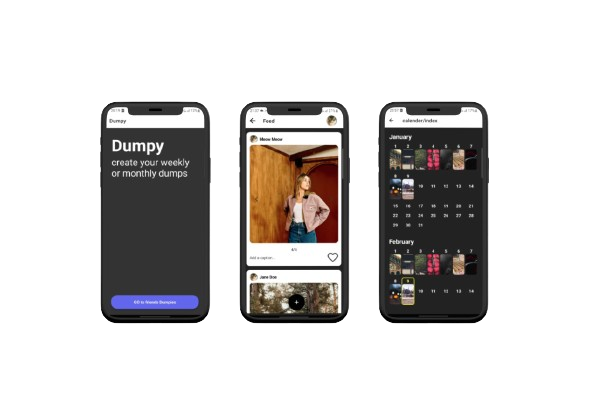 Dumpy
Dumpy
create your weekly
or monthly dumps
Feed
Meow Meow
4/4
Add a caption...
Jane Doe
+
calender/index
January
1 2 3 4 5 6 7
8 9 10 11 12 13 14
15 16 17 18 19 20 21
22 23 24 25 26 27 28
29 30 31
February
1 2 3 4 5 6 7
8 9 10 11 12 13 14